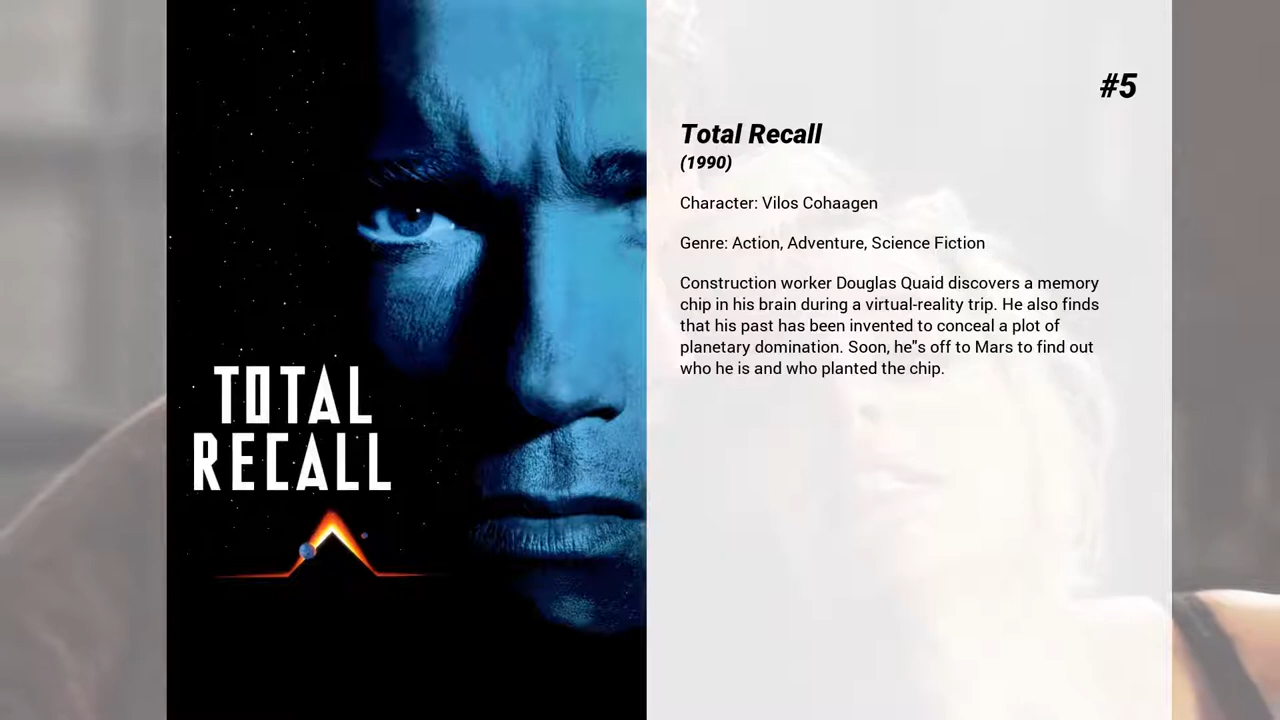 TOTAL
RECALL
#5
Total Recall
(1990)
Character: Vilos Cohaagen
Genre: Action, Adventure, Science Fiction
Construction worker Douglas Quaid discovers a memory
chip in his brain during a virtual-reality trip. He also finds
that his past has been invented to conceal a plot of
planetary domination. Soon, he"s off to Mars to find out
who he is and who planted the chip.